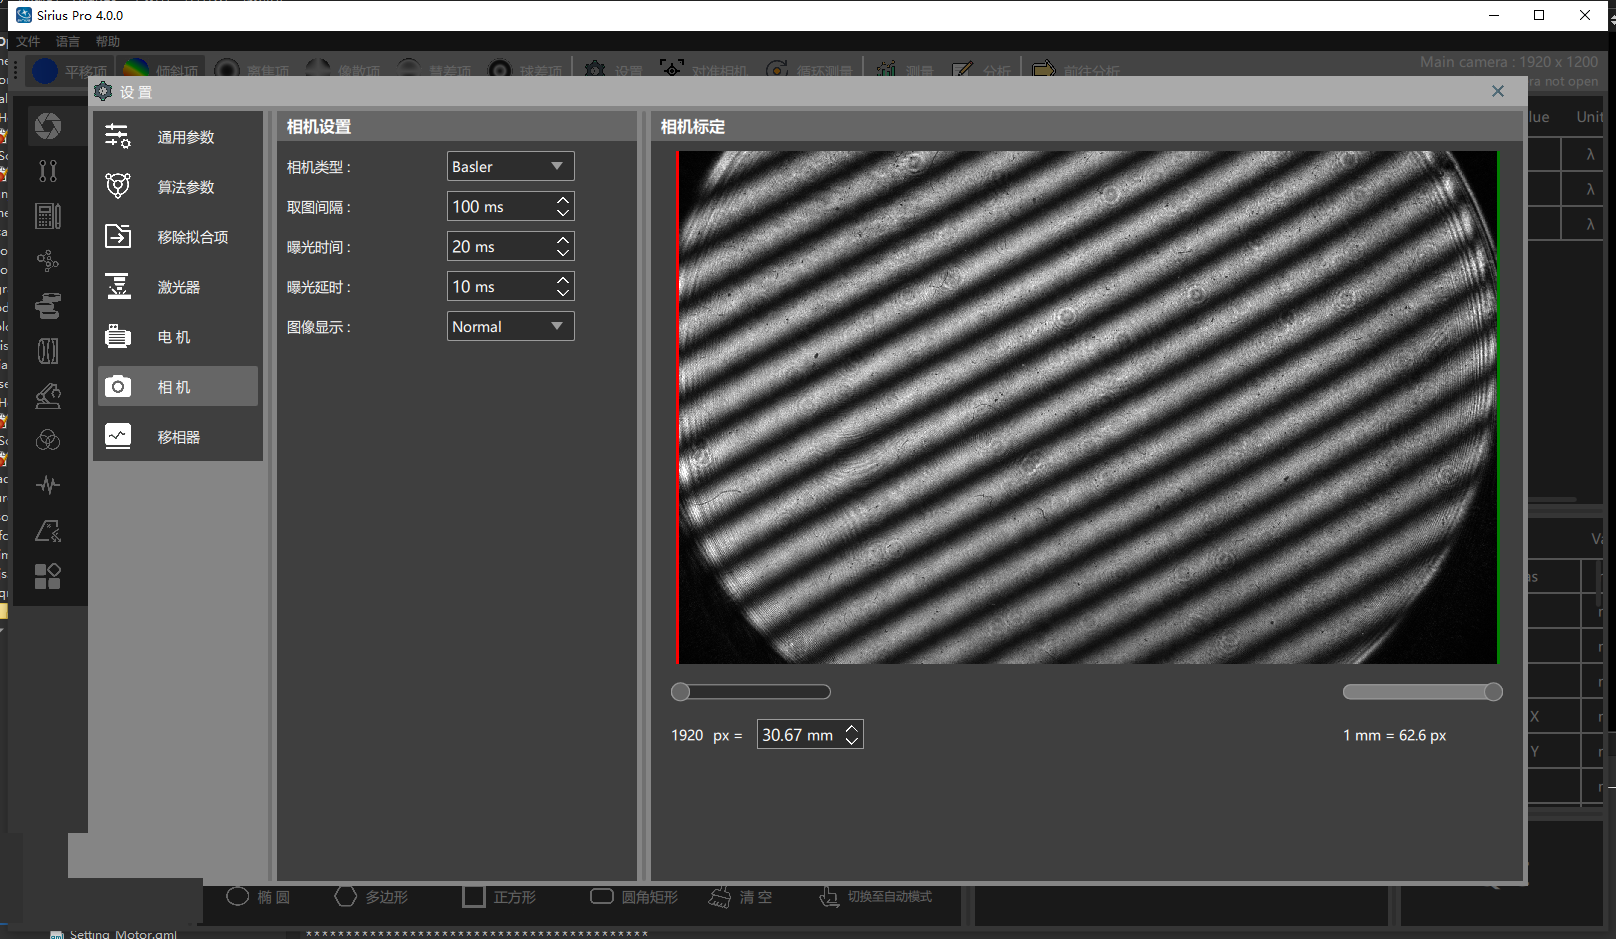 Sirius Pro 4.0.0
文件 语言 帮助
平移项 倾斜项 离焦项 像散项 彗差项 球差项 设置 对准相机 循环测量 测量 分析 前往分析
Main camera : 1920 x 1200
ra not open
设 置
通用参数
算法参数
移除拟合项
激光器
电 机
相 机
移相器
相机设置
相机类型 : Basler
取图间隔 : 100 ms
曝光时间 : 20 ms
曝光延时 : 10 ms
图像显示 : Normal
相机标定
1920 px = 30.67 mm
1 mm = 62.6 px
lue Unit
λ
λ
λ
Va
as
X
Y
椭 圆 多边形 正方形 圆角矩形 清 空 切换至自动模式
Setting_Motor.qml